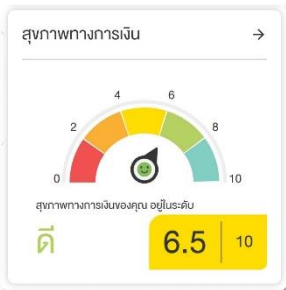 สุขภาพทางการเงิน →
4 6
2 8
0 10
สุขภาพทางการเงินของคุณ อยู่ในระดับ
ดี 6.5 | 10